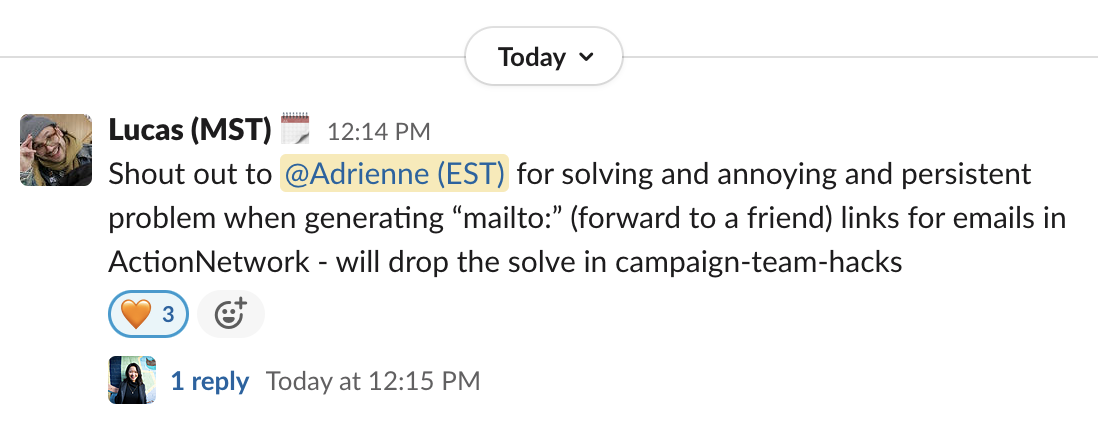 Today
Lucas (MST) 12:14 PM
Shout out to @Adrienne (EST) for solving and annoying and persistent
problem when generating “mailto:” (forward to a friend) links for emails in
ActionNetwork - will drop the solve in campaign-team-hacks
3
1 reply Today at 12:15 PM